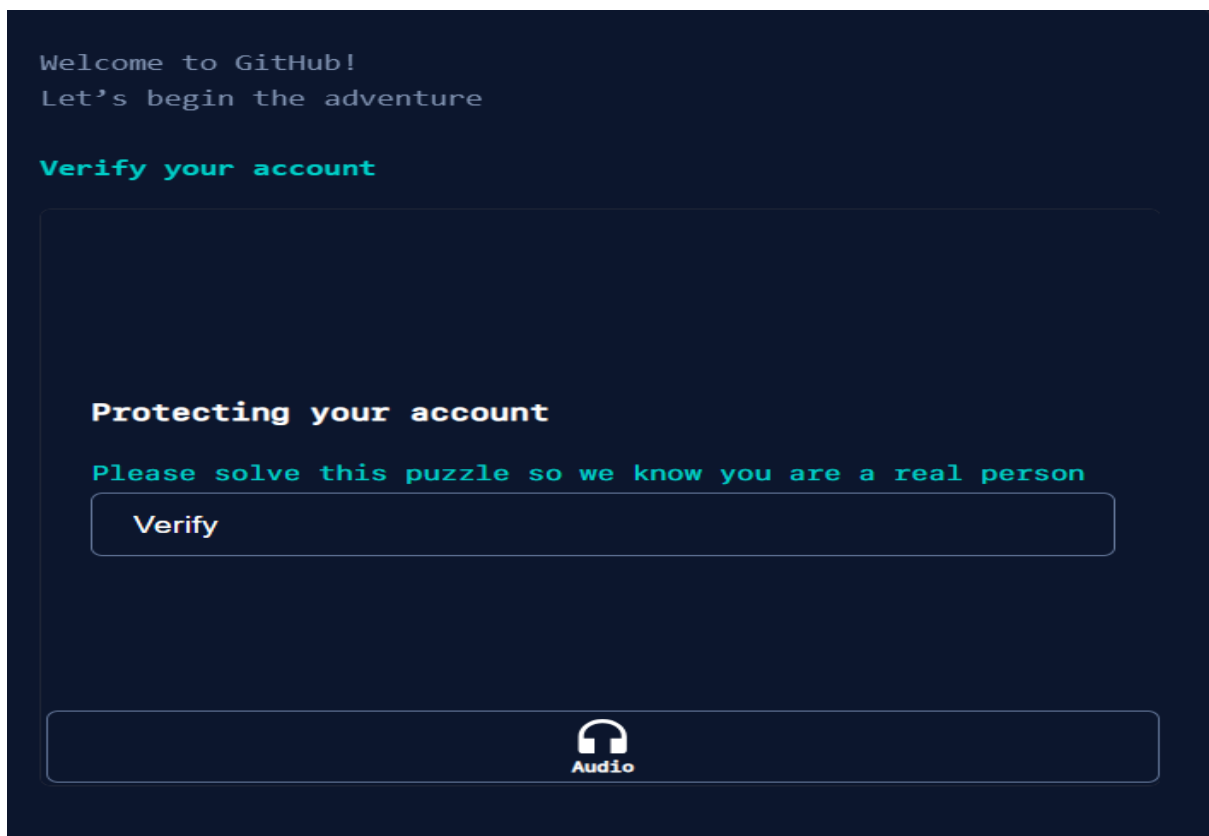 Welcome to GitHub!
Let’s begin the adventure
Verify your account
Protecting your account
Please solve this puzzle so we know you are a real person
Verify
Audio